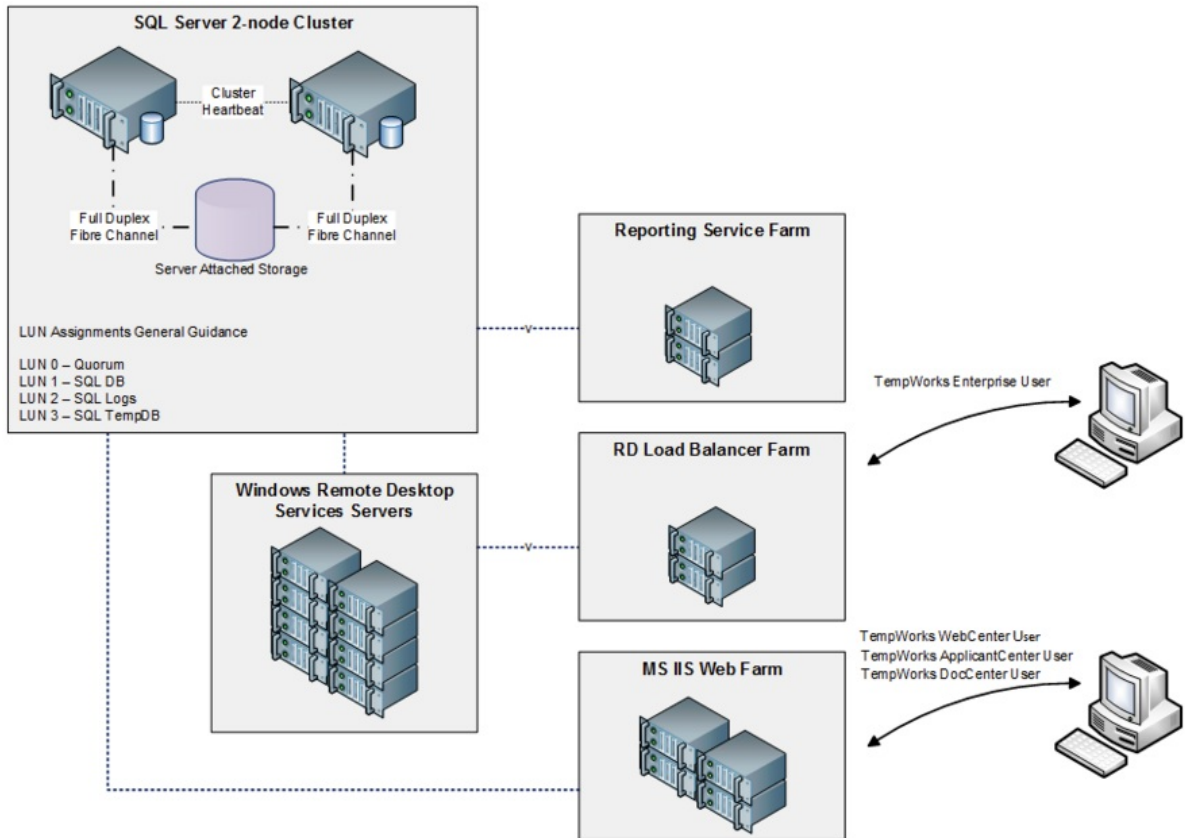 SQL Server 2-node Cluster
Cluster
Heartbeat
Full Duplex
Fibre Channel
Full Duplex
Fibre Channel
Server Attached Storage
LUN Assignments General Guidance
LUN 0 – Quorum
LUN 1 – SQL DB
LUN 2 – SQL Logs
LUN 3 – SQL TempDB
Reporting Service Farm
v
TempWorks Enterprise User
RD Load Balancer Farm
Windows Remote Desktop
Services Servers
v
TempWorks WebCenter User
TempWorks ApplicantCenter User
TempWorks DocCenter User
MS IIS Web Farm